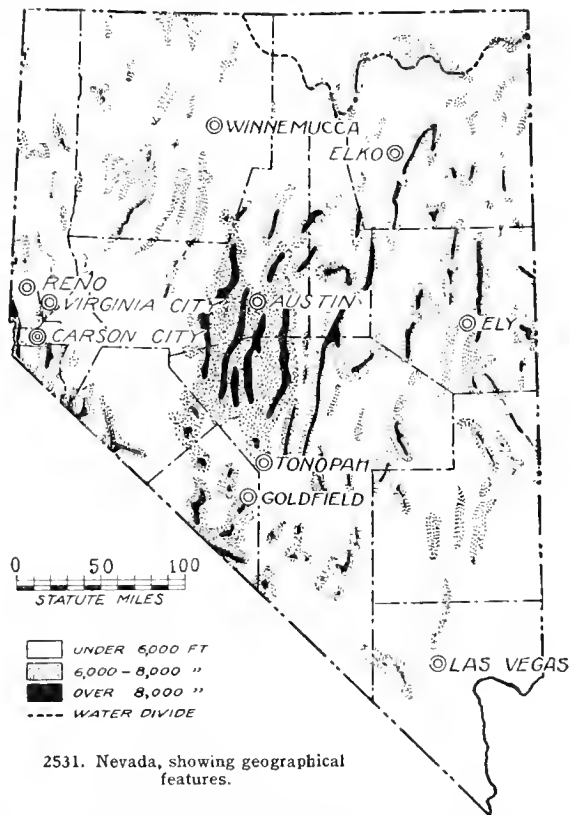 WINNEMUCCA
ELKO
RENO
VIRGINIA CITY
AUSTIN
CARSON CITY
ELY
TONOPAH
GOLDFIELD
0 50 100
STATUTE MILES
UNDER 6,000 FT
6,000 - 8,000 "
OVER 8,000 "
WATER DIVIDE
LAS VEGAS
2531. Nevada, showing geographical
features.